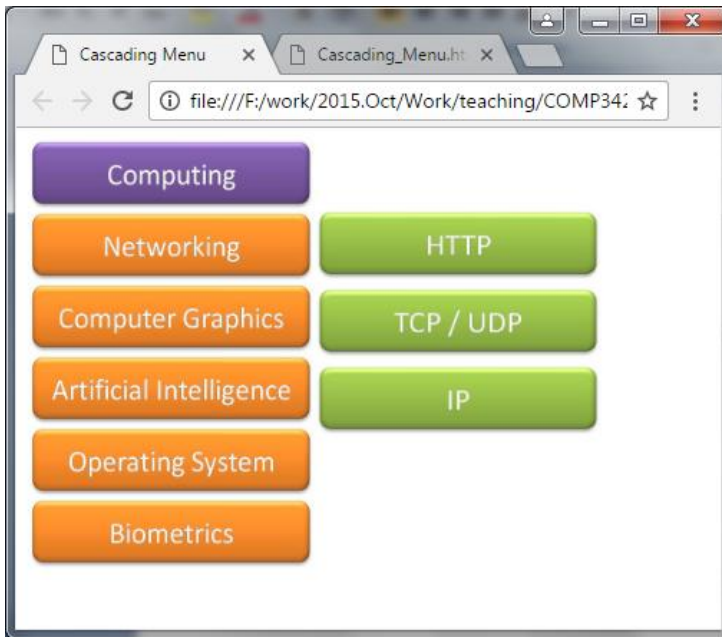 Cascading Menu
Cascading_Menu.ht
file:///F:/work/2015.Oct/Work/teaching/COMP342
Computing
Networking
HTTP
Computer Graphics
TCP / UDP
Artificial Intelligence
IP
Operating System
Biometrics